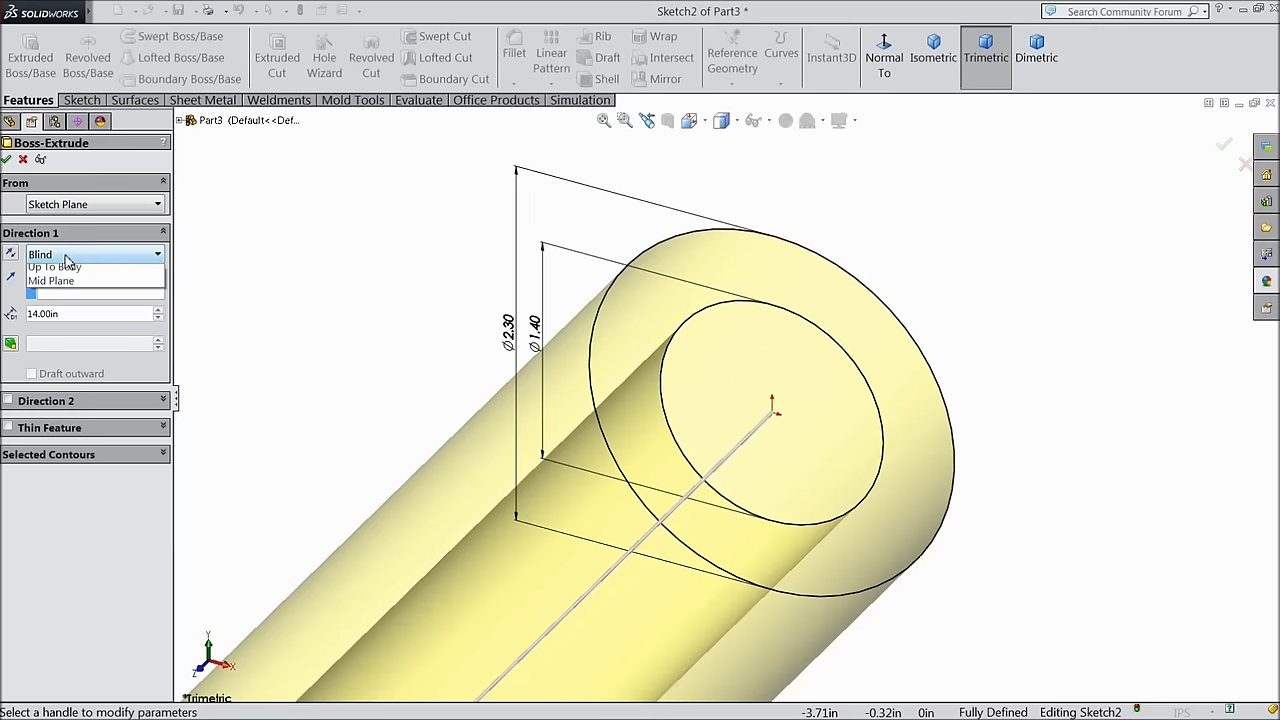 SOLIDWORKS
Sketch2 of Part3 *
Search Community Forum
Extruded Boss/Base
Revolved Boss/Base
Swept Boss/Base
Lofted Boss/Base
Boundary Boss/Base
Extruded Cut
Hole Wizard
Revolved Cut
Swept Cut
Lofted Cut
Boundary Cut
Fillet
Linear Pattern
Rib
Draft
Shell
Wrap
Intersect
Mirror
Reference Geometry
Curves
Instant3D
Normal To
Isometric
Trimetric
Dimetric
Features Sketch Surfaces Sheet Metal Weldments Mold Tools Evaluate Office Products Simulation
Part3 (Default<<Def...
Boss-Extrude
?
From
Sketch Plane
Direction 1
Blind
Up To Body
Mid Plane
14.00in
Draft outward
Direction 2
Thin Feature
Selected Contours
∅2.30
∅1.40
Y
X
Z
*Trimetric
Select a handle to modify parameters
-3.71in -0.32in 0in Fully Defined Editing Sketch2 IPS